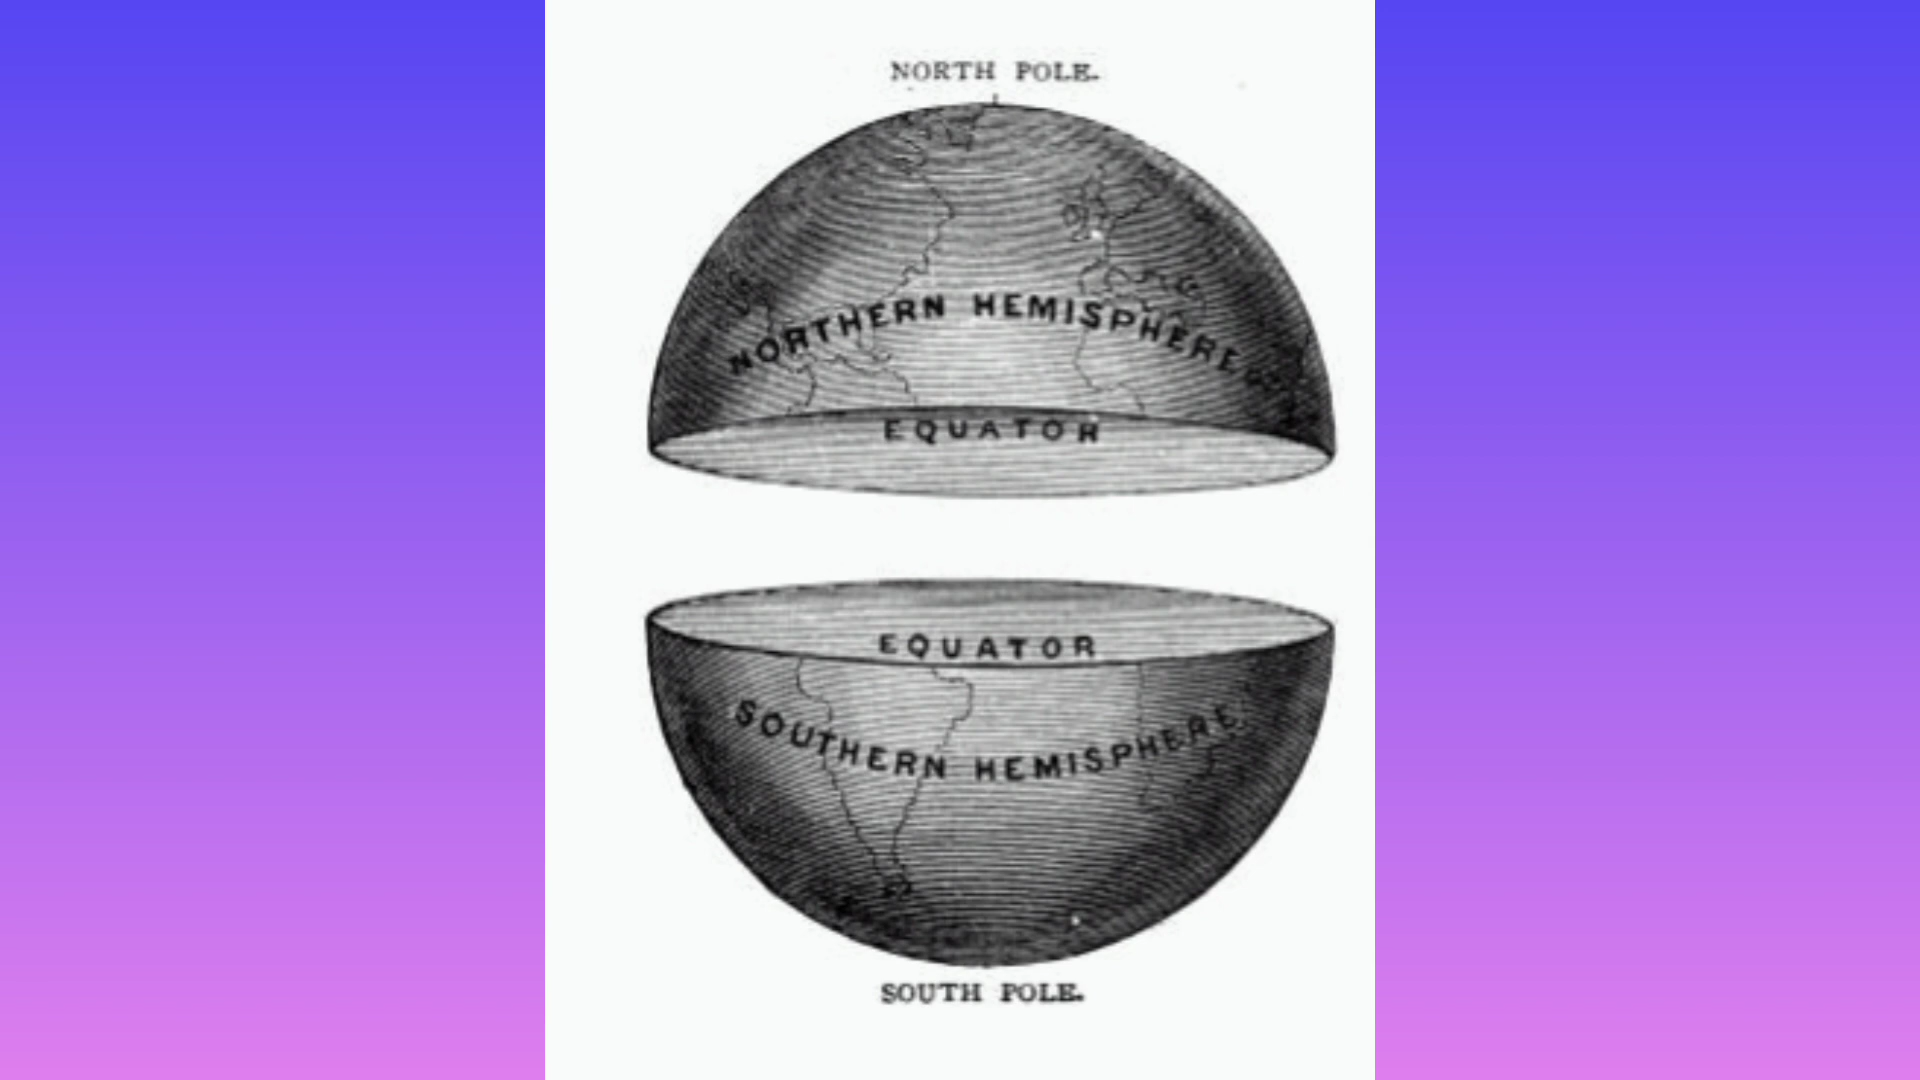 NORTH POLE.
NORTHERN HEMISPHERE
EQUATOR
EQUATOR
SOUTHERN HEMISPHERE
SOUTH POLE.